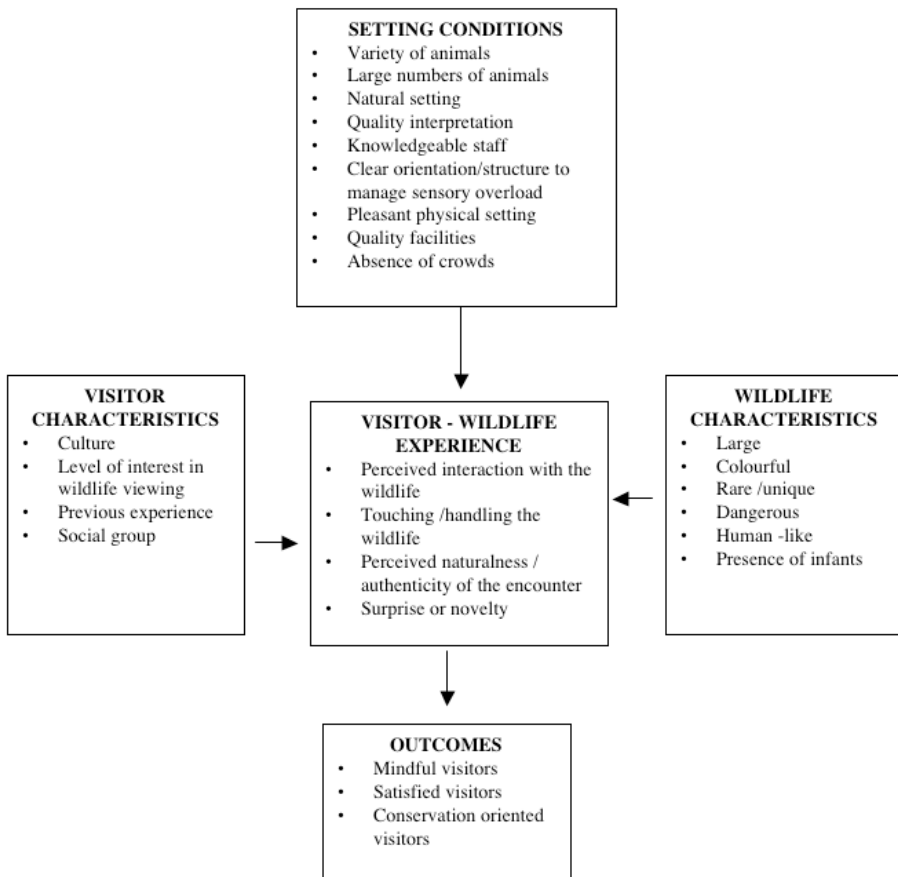 SETTING CONDITIONS
• Variety of animals
• Large numbers of animals
• Natural setting
• Quality interpretation
• Knowledgeable staff
• Clear orientation/structure to
manage sensory overload
• Pleasant physical setting
• Quality facilities
• Absence of crowds
VISITOR
CHARACTERISTICS
• Culture
• Level of interest in
wildlife viewing
• Previous experience
• Social group
VISITOR - WILDLIFE
EXPERIENCE
• Perceived interaction with the
wildlife
• Touching /handling the
wildlife
• Perceived naturalness /
authenticity of the encounter
• Surprise or novelty
WILDLIFE
CHARACTERISTICS
• Large
• Colourful
• Rare /unique
• Dangerous
• Human -like
• Presence of infants
OUTCOMES
• Mindful visitors
• Satisfied visitors
• Conservation oriented
visitors